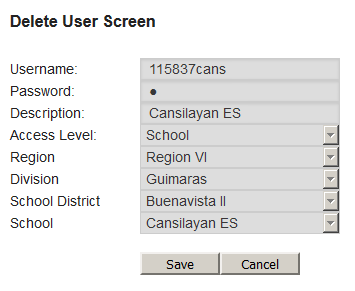 Delete User Screen
Username: 115837cans
Password: ●
Description: Cansilayan ES
Access Level: School
Region Region VI
Division Guimaras
School District Buenavista II
School Cansilayan ES
Save Cancel